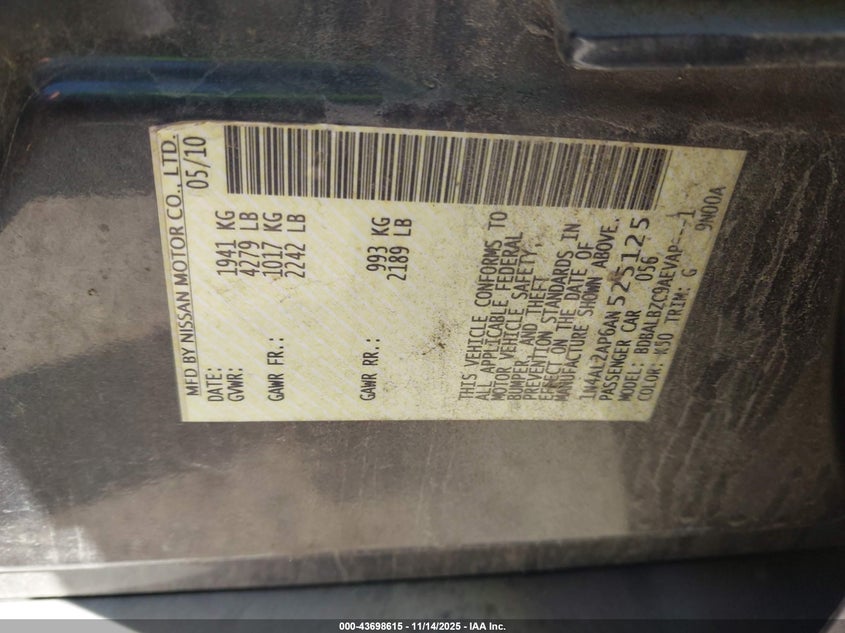 MFD BY NISSAN MOTOR CO., LTD.
DATE: 05/10
GVWR: 1941 KG
4279 LB
GAWR FR.: 1017 KG
2242 LB
GAWR RR.: 993 KG
2189 LB
THIS VEHICLE CONFORMS TO
ALL APPLICABLE FEDERAL
MOTOR VEHICLE SAFETY,
BUMPER, AND THEFT
PREVENTION STANDARDS IN
EFFECT ON THE DATE OF
MANUFACTURE SHOWN ABOVE.
1N4AL2AP6AN525125
PASSENGER CAR 056
MODEL: BDBALBZC9AEVAP---1
COLOR: K30 TRIM: G 9N00A
000-43698615 - 11/14/2025 - IAA Inc.